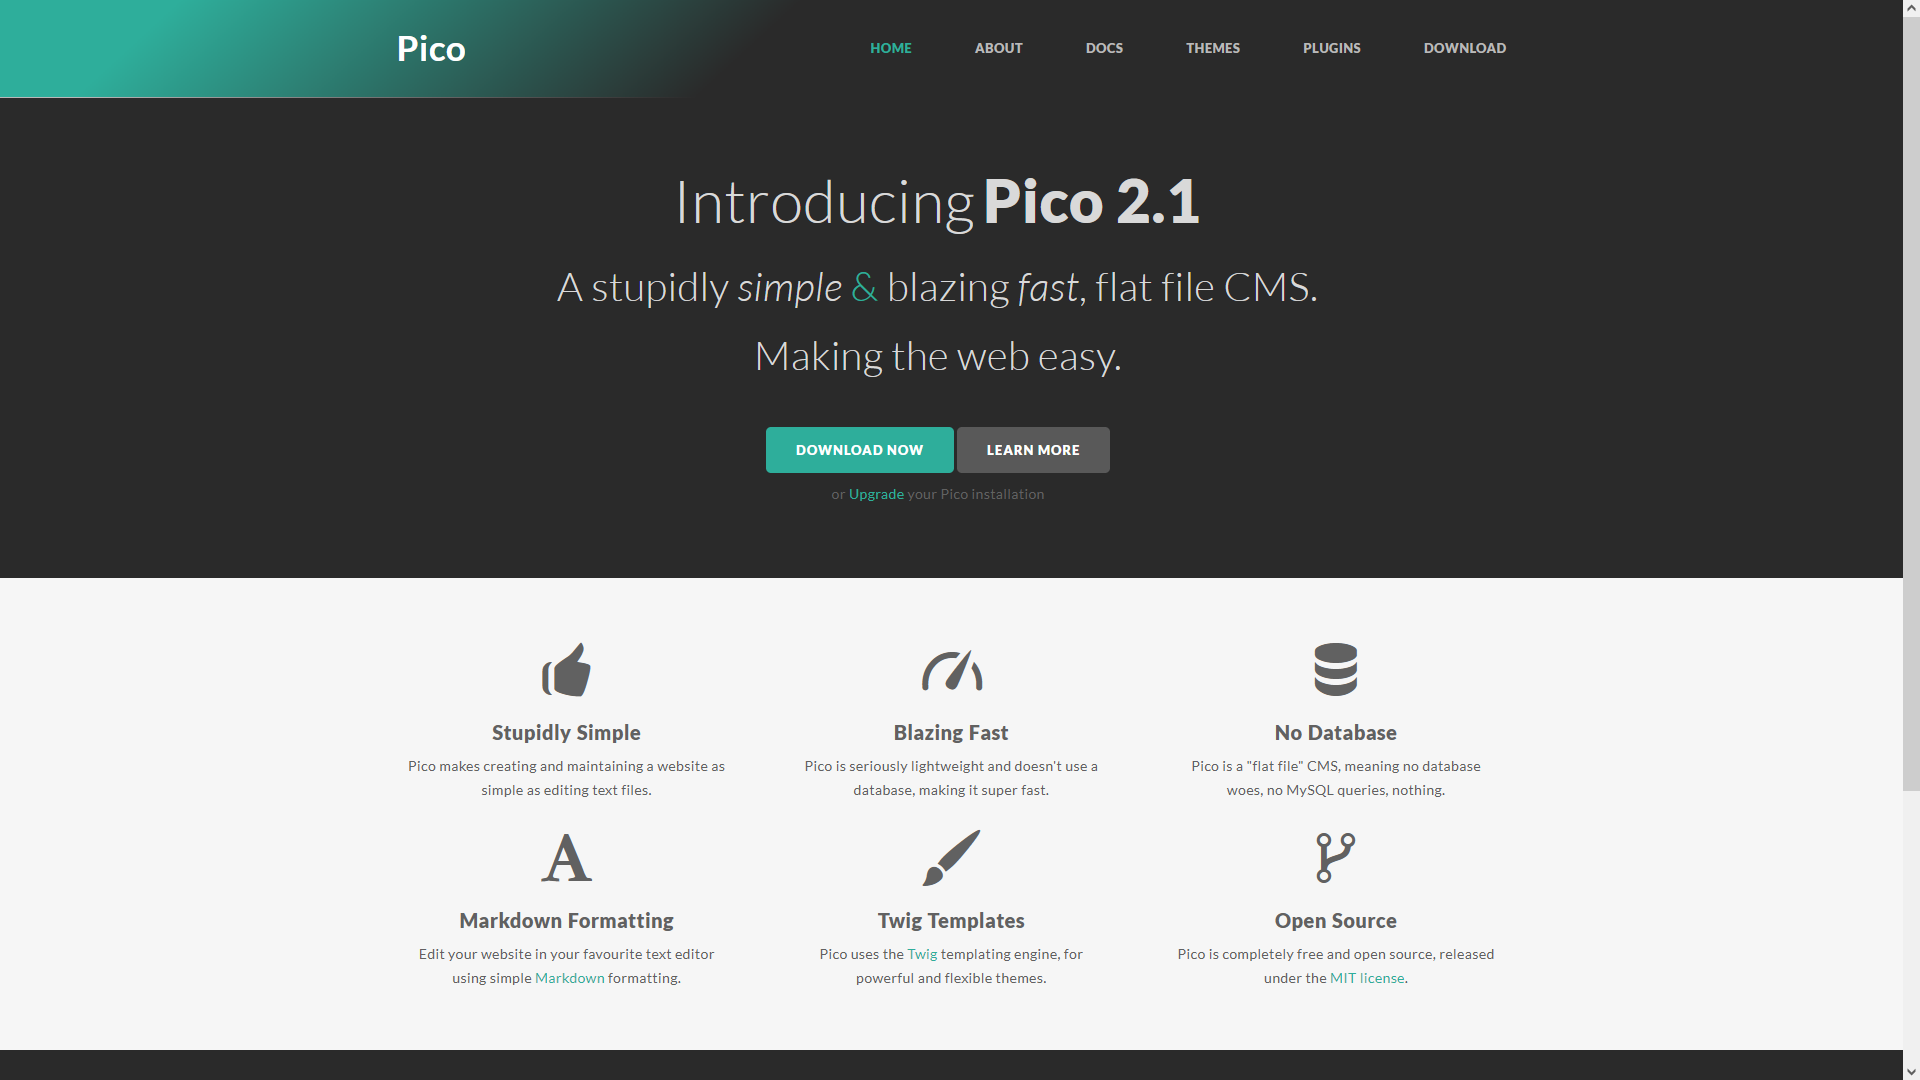 Pico
HOME ABOUT DOCS THEMES PLUGINS DOWNLOAD
Introducing Pico 2.1
A stupidly simple & blazing fast, flat file CMS.
Making the web easy.
DOWNLOAD NOW LEARN MORE
or Upgrade your Pico installation
Stupidly Simple
Pico makes creating and maintaining a website as
simple as editing text files.
Blazing Fast
Pico is seriously lightweight and doesn't use a
database, making it super fast.
No Database
Pico is a "flat file" CMS, meaning no database
woes, no MySQL queries, nothing.
Markdown Formatting
Edit your website in your favourite text editor
using simple Markdown formatting.
Twig Templates
Pico uses the Twig templating engine, for
powerful and flexible themes.
Open Source
Pico is completely free and open source, released
under the MIT license.